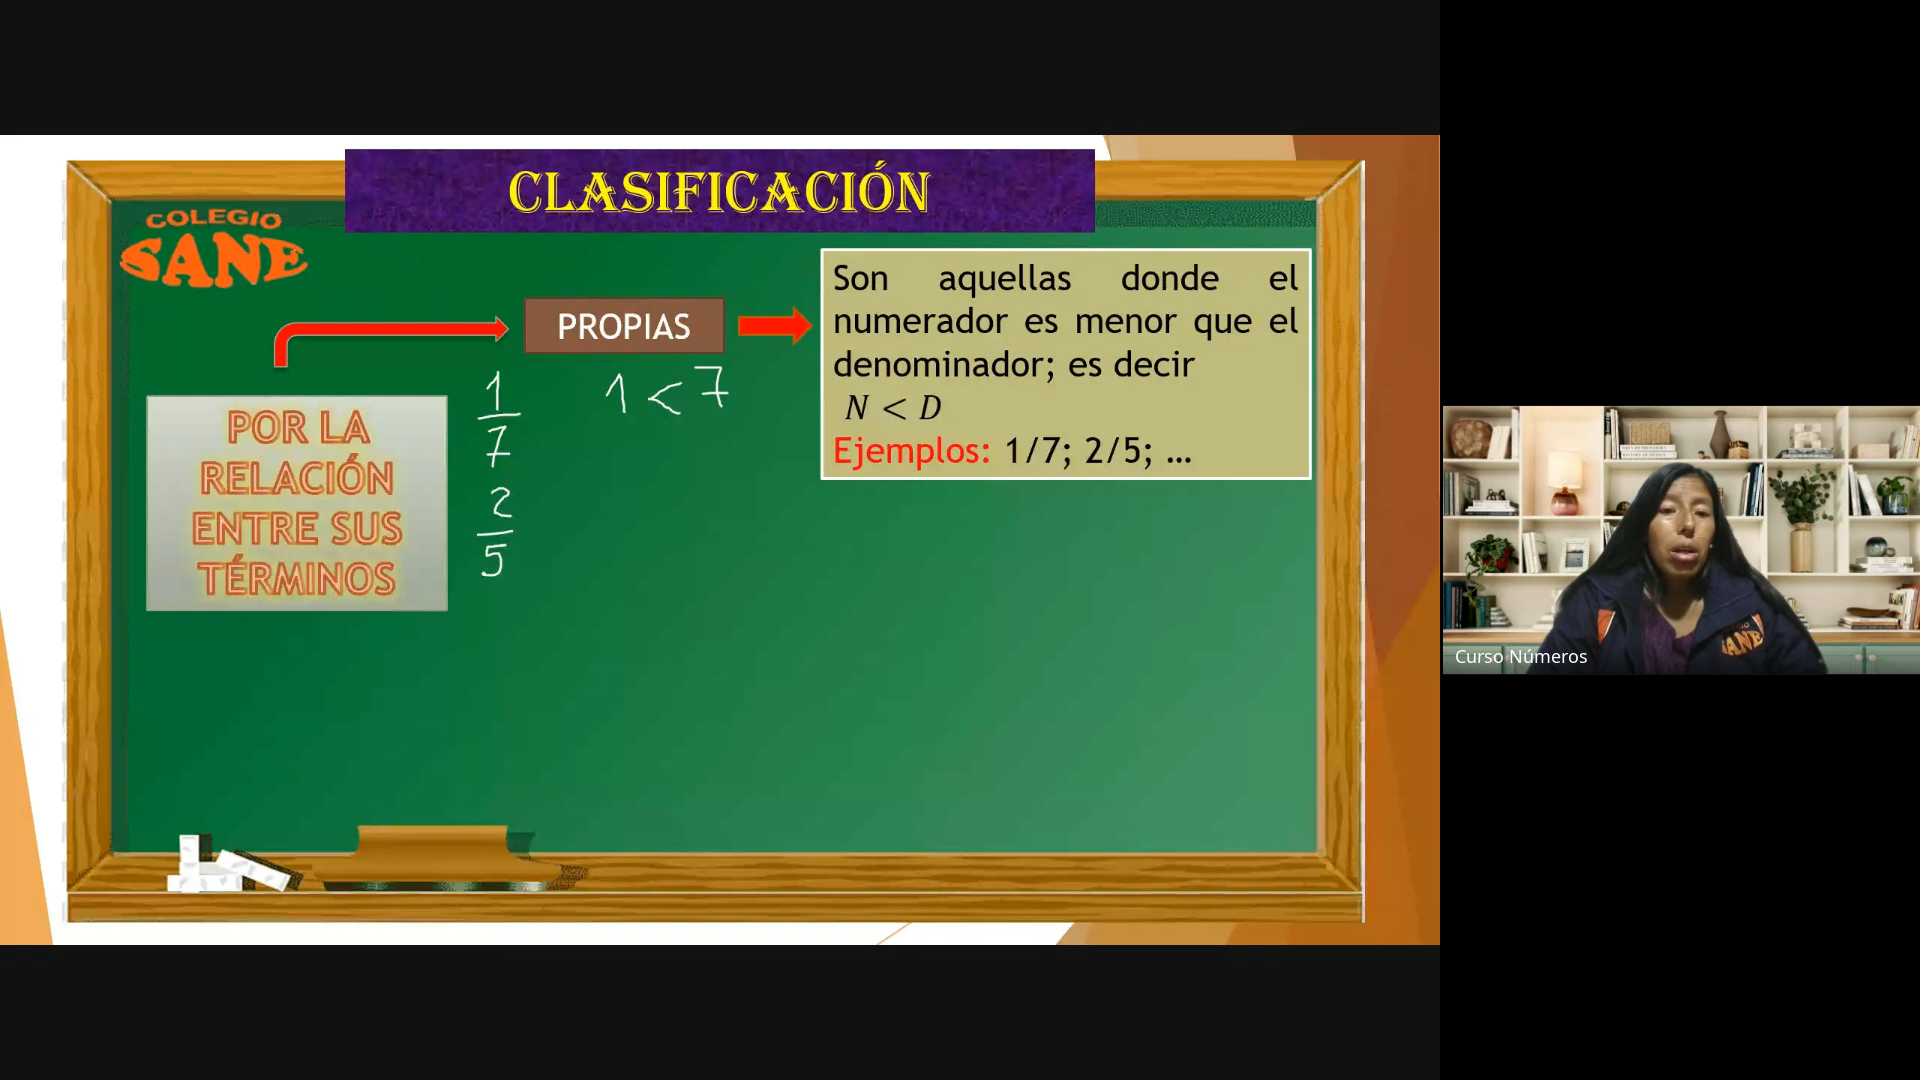 CLASIFICACIÓN
COLEGIO
SANE
PROPIAS
Son aquellas donde el
numerador es menor que el
denominador; es decir
N < D
Ejemplos: 1/7; 2/5; ...
POR LA
RELACIÓN
ENTRE SUS
TÉRMINOS
1
7
1 < 7
2
5
SANE
Curso Números